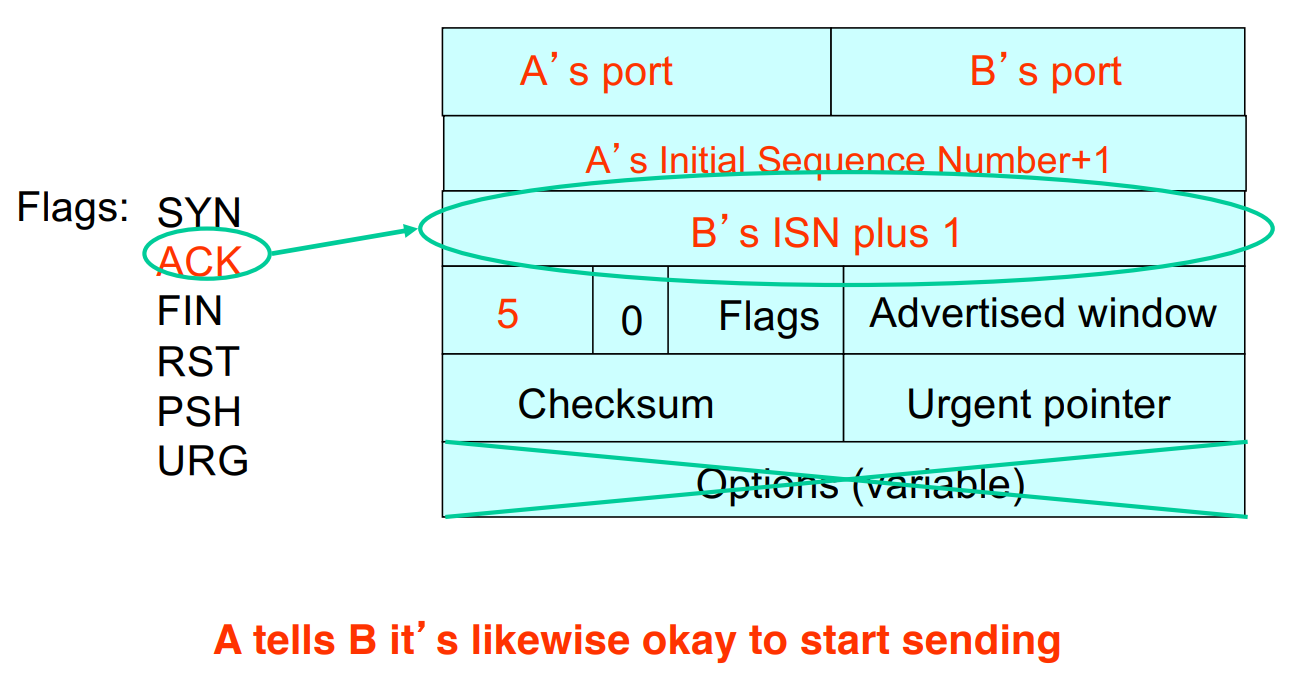 A’s port B’s port
A’s Initial Sequence Number+1
Flags: SYN
B’s ISN plus 1
ACK
5 0 Flags Advertised window
FIN
RST
PSH
Checksum Urgent pointer
URG
Options (variable)
A tells B it’s likewise okay to start sending